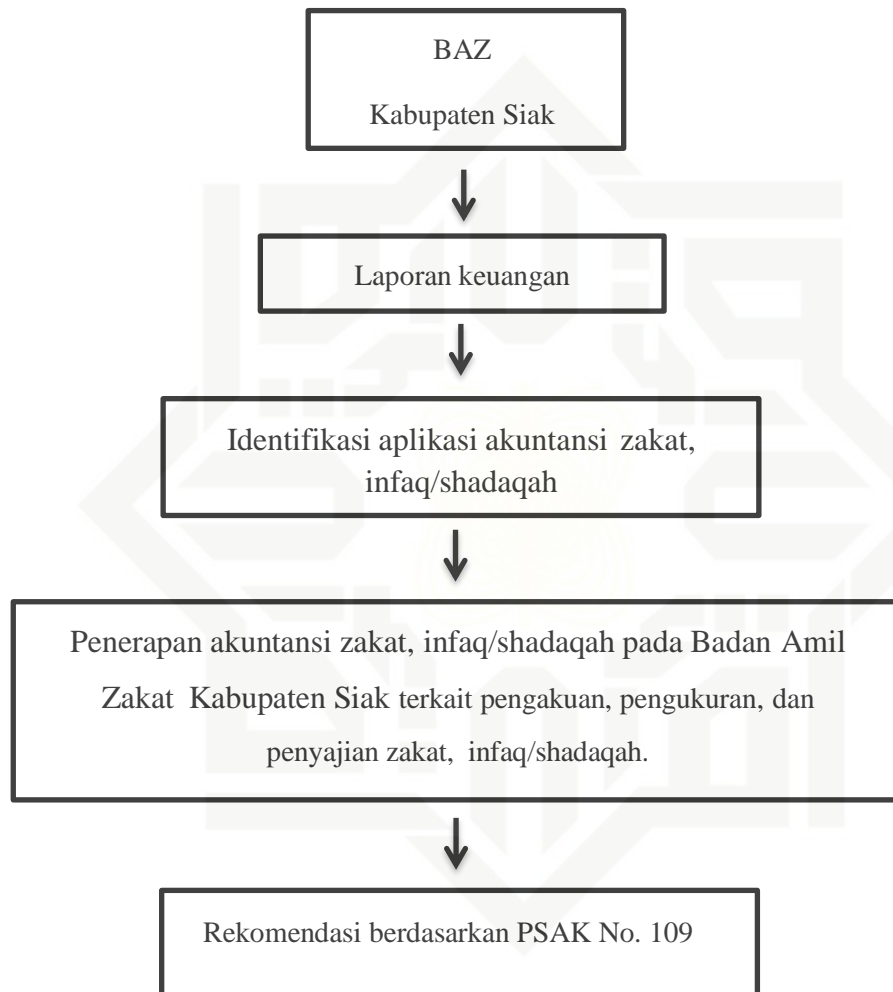 BAZ
Kabupaten Siak
Laporan keuangan
Identifikasi aplikasi akuntansi zakat,
infaq/shadaqah
Penerapan akuntansi zakat, infaq/shadaqah pada Badan Amil
Zakat Kabupaten Siak terkait pengakuan, pengukuran, dan
penyajian zakat, infaq/shadaqah.
Rekomendasi berdasarkan PSAK No. 109